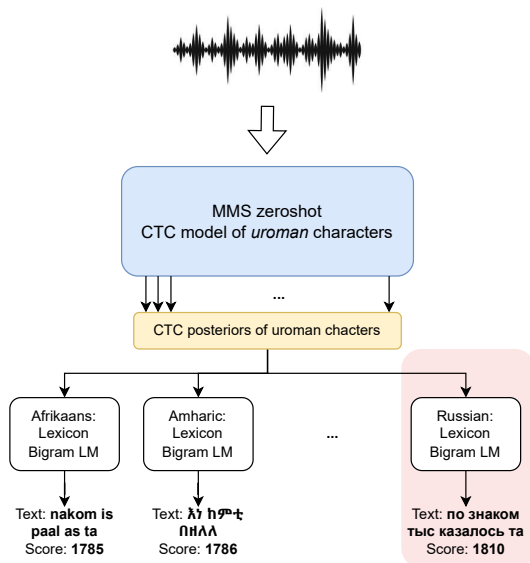 MMS zeroshot
CTC model of uroman characters
...
CTC posteriors of uroman chacters
Afrikaans:
Lexicon
Bigram LM
Amharic:
Lexicon
Bigram LM
...
Russian:
Lexicon
Bigram LM
Text: nakom is
paal as ta
Score: 1785
Text: እነ ከምቲ
በዘለለ
Score: 1786
Text: по знаком
тыс казалось та
Score: 1810